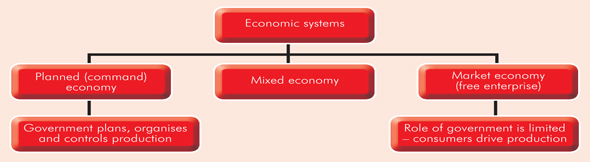 Economic systems
Planned (command)
economy
Mixed economy
Market economy
(free enterprise)
Government plans, organises
and controls production
Role of government is limited
– consumers drive production